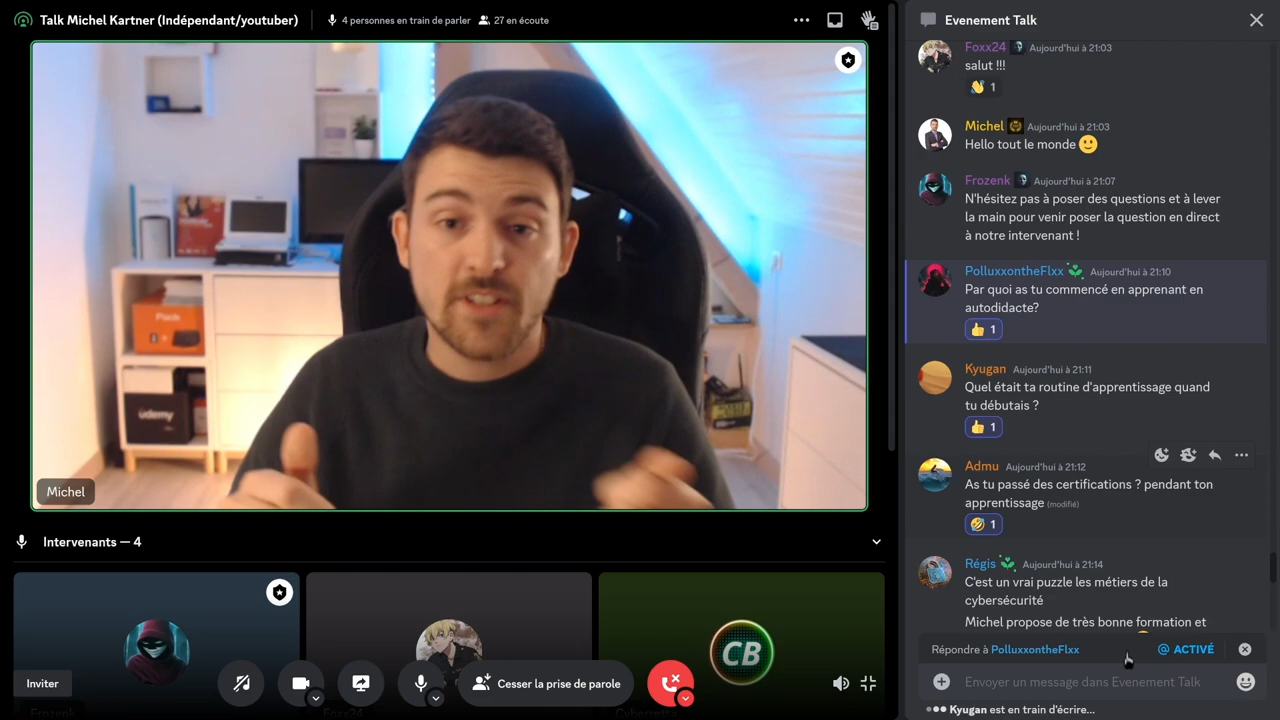 Talk Michel Kartner (Indépendant/youtuber)
4 personnes en train de parler
27 en écoute
Evenement Talk
Foxx24
Aujourd'hui à 21:03
salut !!!
1
Michel
Aujourd'hui à 21:03
Hello tout le monde
Frozenk
Aujourd'hui à 21:07
N'hésitez pas à poser des questions et à lever
la main pour venir poser la question en direct
à notre intervenant !
PolluxxontheFlxx
Aujourd'hui à 21:10
Par quoi as tu commencé en apprenant en
autodidacte?
1
Kyugan
Aujourd'hui à 21:11
Quel était ta routine d'apprentissage quand
tu débutais ?
1
Admu
Aujourd'hui à 21:12
As tu passé des certifications ? pendant ton
apprentissage (modifié)
1
Régis
Aujourd'hui à 21:14
C'est un vrai puzzle les métiers de la
cybersécurité
Michel propose de très bonne formation et
Répondre à PolluxxontheFlxx
@ ACTIVÉ
Envoyer un message dans Evenement Talk
Kyugan est en train d'écrire...
Pack
udemy
Michel
Intervenants — 4
CB
Inviter
Cesser la prise de parole
Frozenk
Foxx24